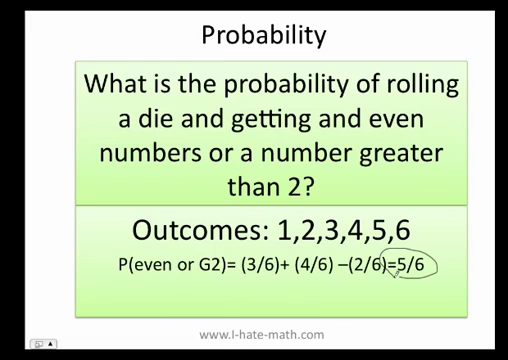 Probability
What is the probability of rolling
a die and getting and even
numbers or a number greater
than 2?
Outcomes: 1,2,3,4,5,6
P(even or G2)= (3/6)+ (4/6) –(2/6)=5/6
www.I-hate-math.com